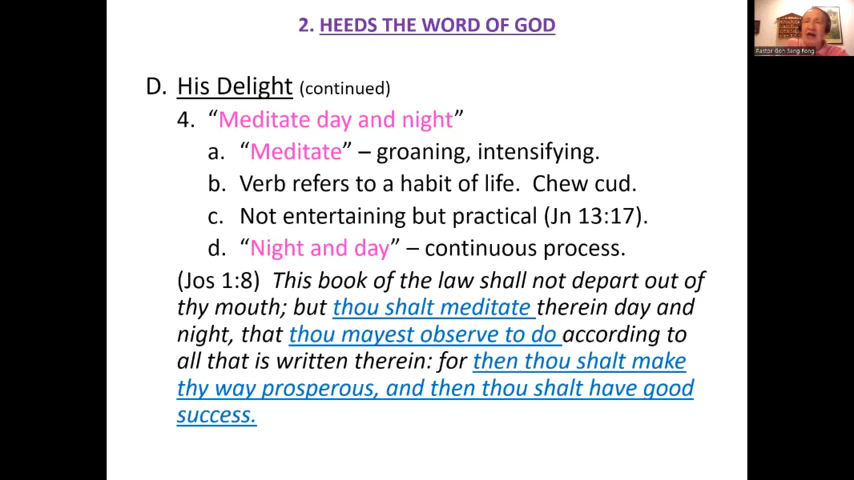 2. HEEDS THE WORD OF GOD
D. His Delight (continued)
4. “Meditate day and night”
a. “Meditate” – groaning, intensifying.
b. Verb refers to a habit of life. Chew cud.
c. Not entertaining but practical (Jn 13:17).
d. “Night and day” – continuous process.
(Jos 1:8) This book of the law shall not depart out of
thy mouth; but thou shalt meditate therein day and
night, that thou mayest observe to do according to
all that is written therein: for then thou shalt make
thy way prosperous, and then thou shalt have good
success.
Pastor Goh Seng Fong